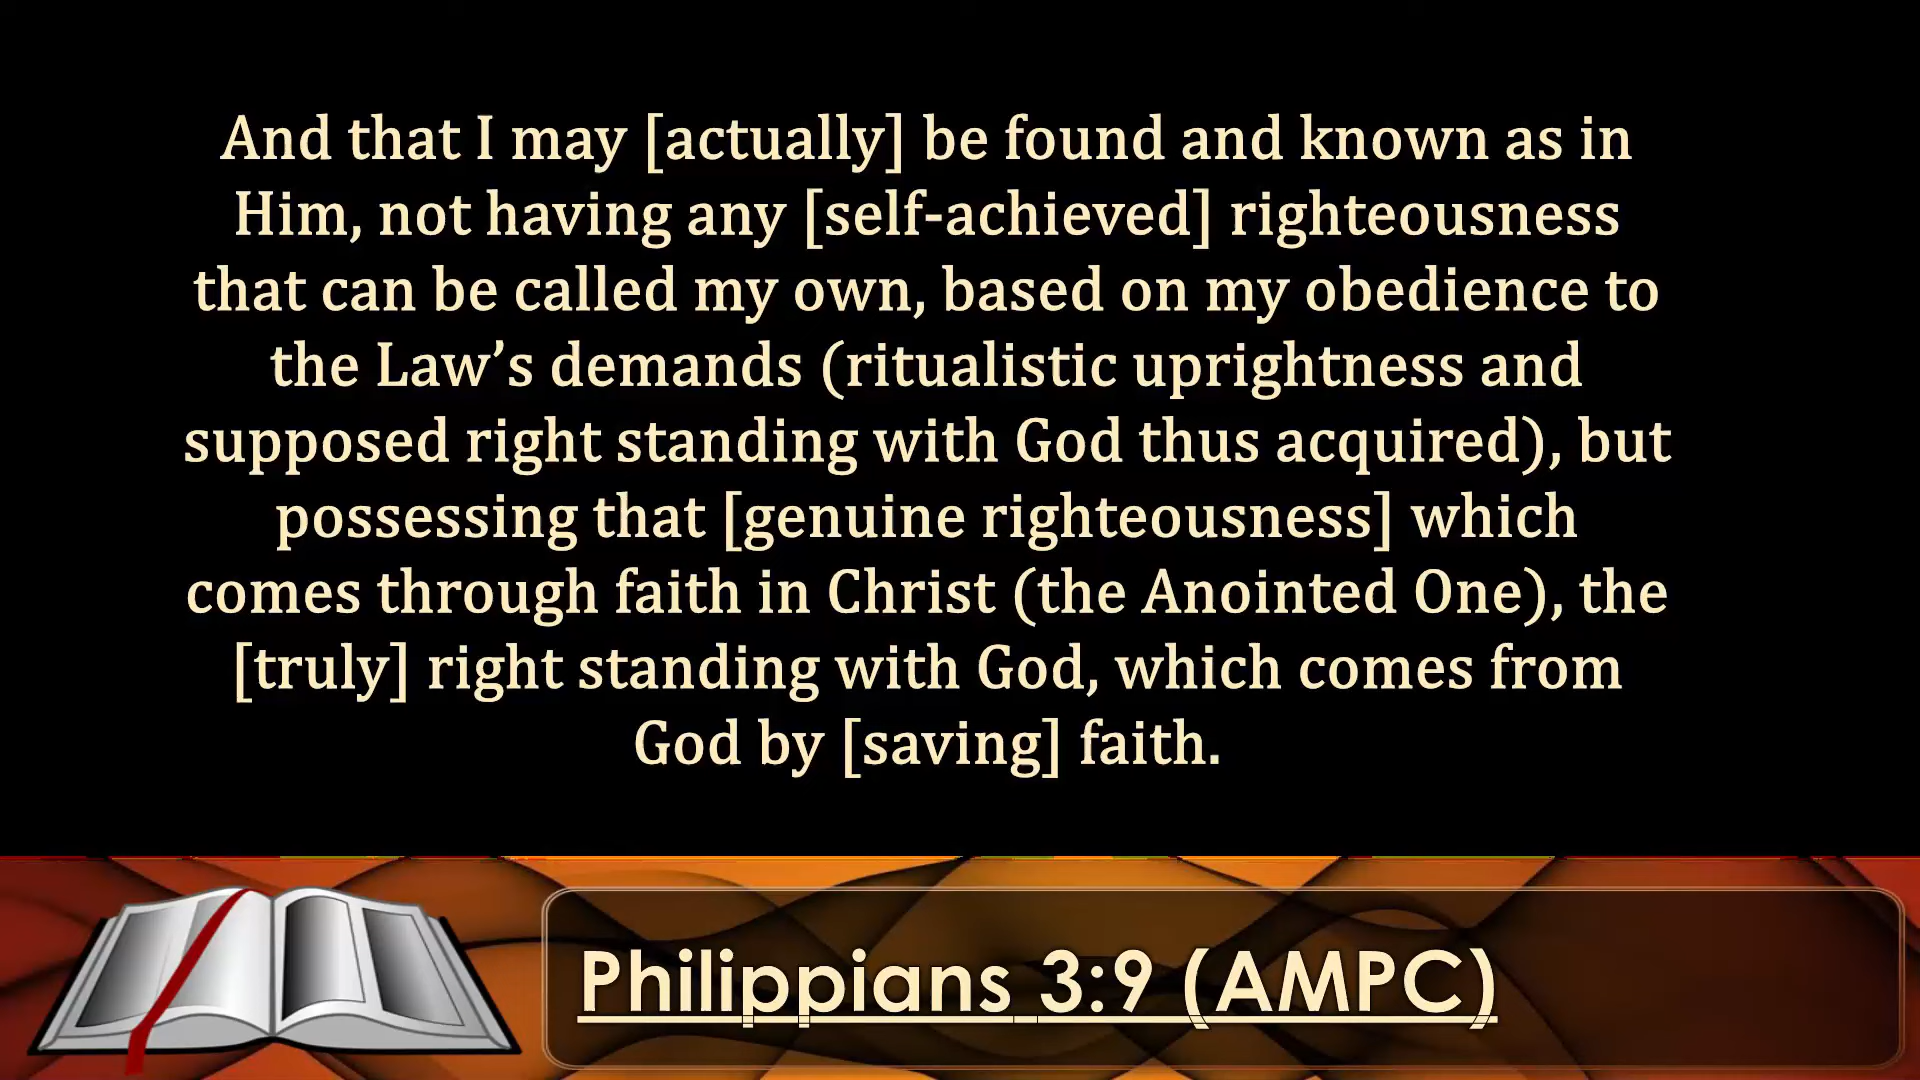 And that I may [actually] be found and known as in
Him, not having any [self-achieved] righteousness
that can be called my own, based on my obedience to
the Law’s demands (ritualistic uprightness and
supposed right standing with God thus acquired), but
possessing that [genuine righteousness] which
comes through faith in Christ (the Anointed One), the
[truly] right standing with God, which comes from
God by [saving] faith.
Philippians 3:9 (AMPC)